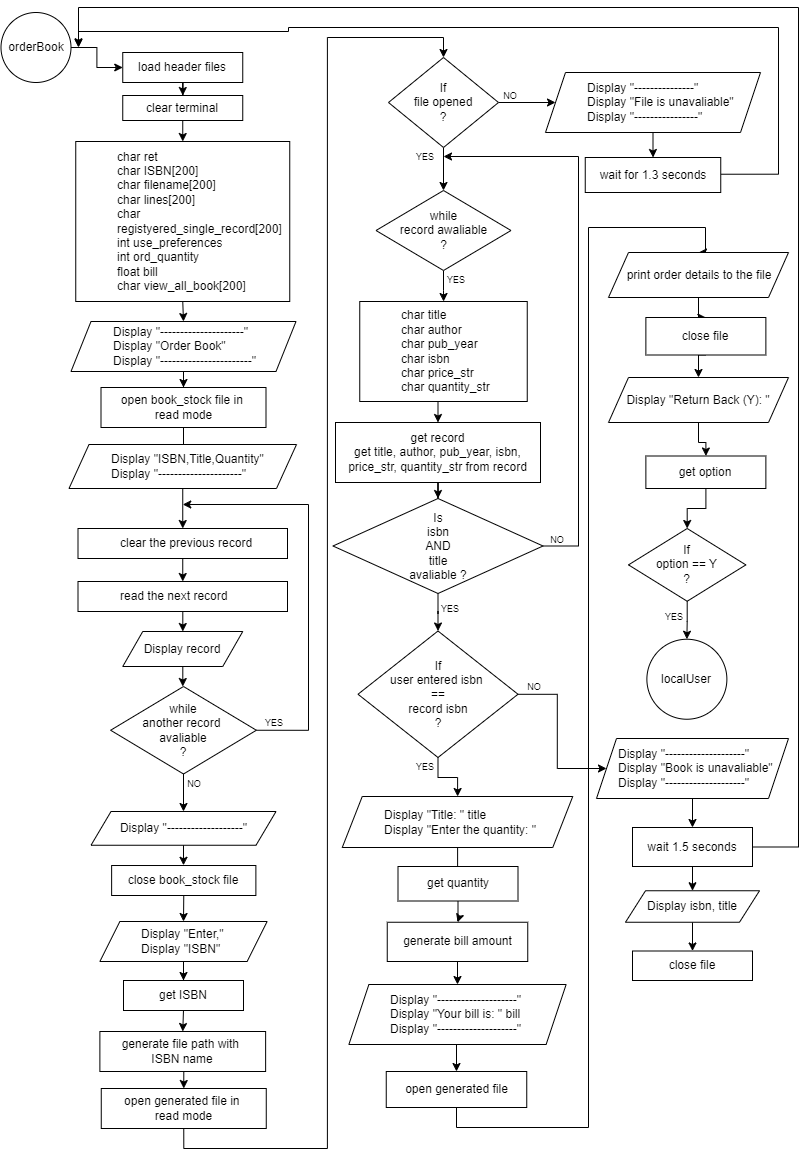 orderBook
load header files
clear terminal
char ret
char ISBN[200]
char filename[200]
char lines[200]
char
registyered_single_record[200]
int use_preferences
int ord_quantity
float bill
char view_all_book[200]
Display "---------------------"
Display "Order Book"
Display "-----------------------"
open book_stock file in
read mode
Display "ISBN,Title,Quantity"
Display "---------------------"
clear the previous record
read the next record
Display record
while
another record
avaliable
?
YES
NO
Display "-------------------"
close book_stock file
Display "Enter,"
Display "ISBN"
get ISBN
generate file path with
ISBN name
open generated file in
read mode
If
file opened
?
NO
YES
Display "---------------"
Display "File is unavaliable"
Display "----------------"
wait for 1.3 seconds
while
record awaliable
?
YES
char title
char author
char pub_year
char isbn
char price_str
char quantity_str
get record
get title, author, pub_year, isbn,
price_str, quantity_str from record
Is
isbn
AND
title
avaliable ?
NO
YES
If
user entered isbn
==
record isbn
?
NO
YES
Display "Title: " title
Display "Enter the quantity: "
get quantity
generate bill amount
Display "--------------------"
Display "Your bill is: " bill
Display "--------------------"
open generated file
print order details to the file
close file
Display "Return Back (Y): "
get option
If
option == Y
?
YES
localUser
Display "--------------------"
Display "Book is unavaliable"
Display "--------------------"
wait 1.5 seconds
Display isbn, title
close file